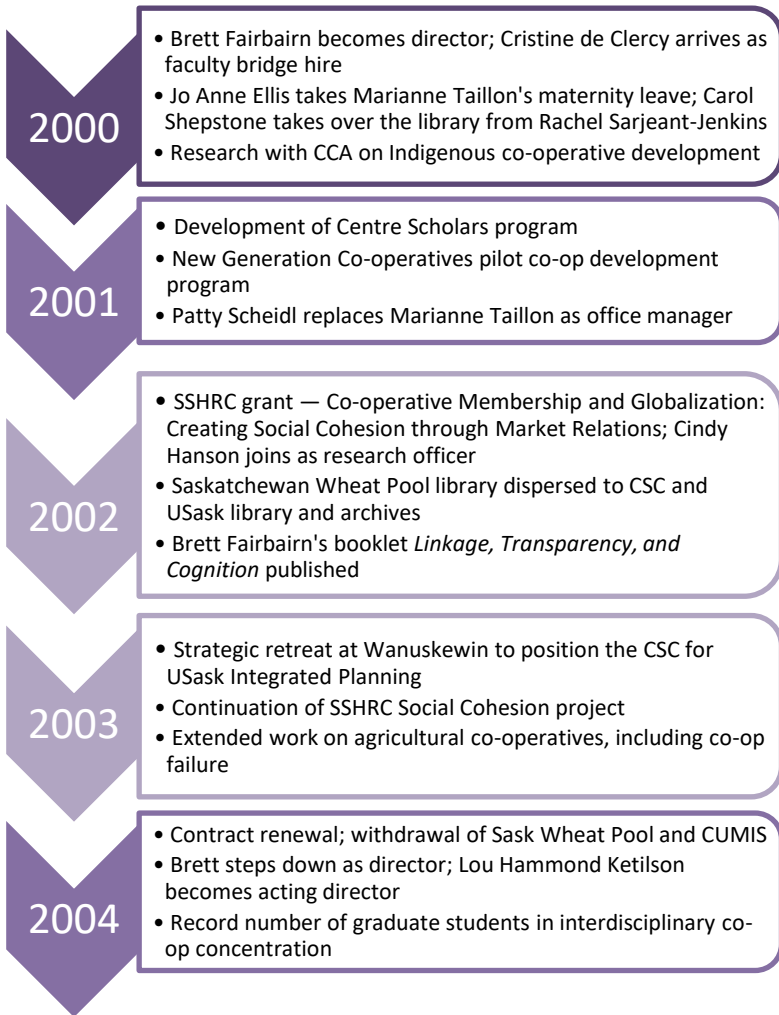 2000
• Brett Fairbairn becomes director; Cristine de Clercy arrives as
faculty bridge hire
• Jo Anne Ellis takes Marianne Taillon's maternity leave; Carol
Shepstone takes over the library from Rachel Sarjeant-Jenkins
• Research with CCA on Indigenous co-operative development
2001
• Development of Centre Scholars program
• New Generation Co-operatives pilot co-op development
program
• Patty Scheidl replaces Marianne Taillon as office manager
2002
• SSHRC grant — Co-operative Membership and Globalization:
Creating Social Cohesion through Market Relations; Cindy
Hanson joins as research officer
• Saskatchewan Wheat Pool library dispersed to CSC and
USask library and archives
• Brett Fairbairn's booklet Linkage, Transparency, and
Cognition published
2003
• Strategic retreat at Wanuskewin to position the CSC for
USask Integrated Planning
• Continuation of SSHRC Social Cohesion project
• Extended work on agricultural co-operatives, including co-op
failure
2004
• Contract renewal; withdrawal of Sask Wheat Pool and CUMIS
• Brett steps down as director; Lou Hammond Ketilson
becomes acting director
• Record number of graduate students in interdisciplinary co-
op concentration